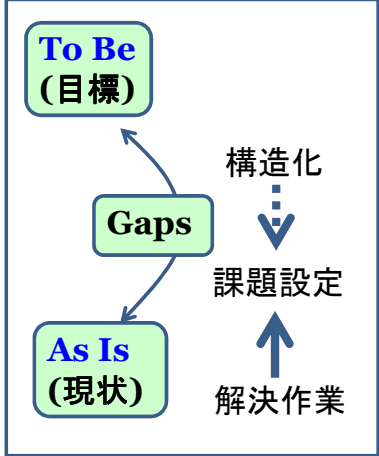 To Be
(目標)
構造化
Gaps
課題設定
As Is
(現状)
解決作業